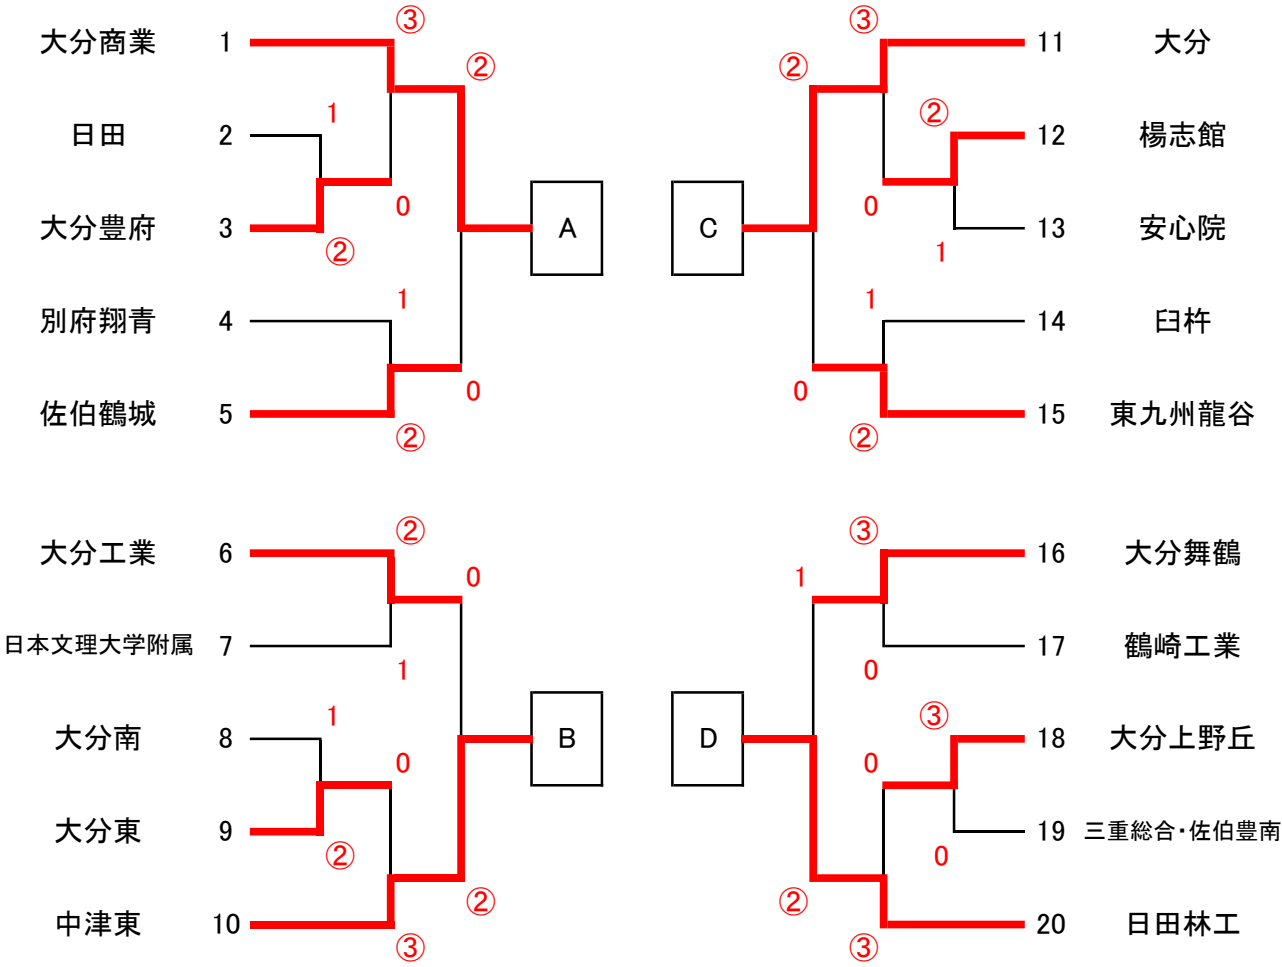 ③ ③
大分商業 1 11 大分
② ②
1 ②
日田 2 12 楊志館
0 0
大分豊府 3 A C 13 安心院
② 1
1 1
別府翔青 4 14 臼杵
0 0
佐伯鶴城 5 15 東九州龍谷
② ②
② ③
大分工業 6 16 大分舞鶴
0 1
日本文理大学附属 7 17 鶴崎工業
1 0
1 ③
大分南 8 B D 18 大分上野丘
0 0
大分東 9 19 三重総合・佐伯豊南
② 0
② ②
中津東 10 20 日田林工
③ ③